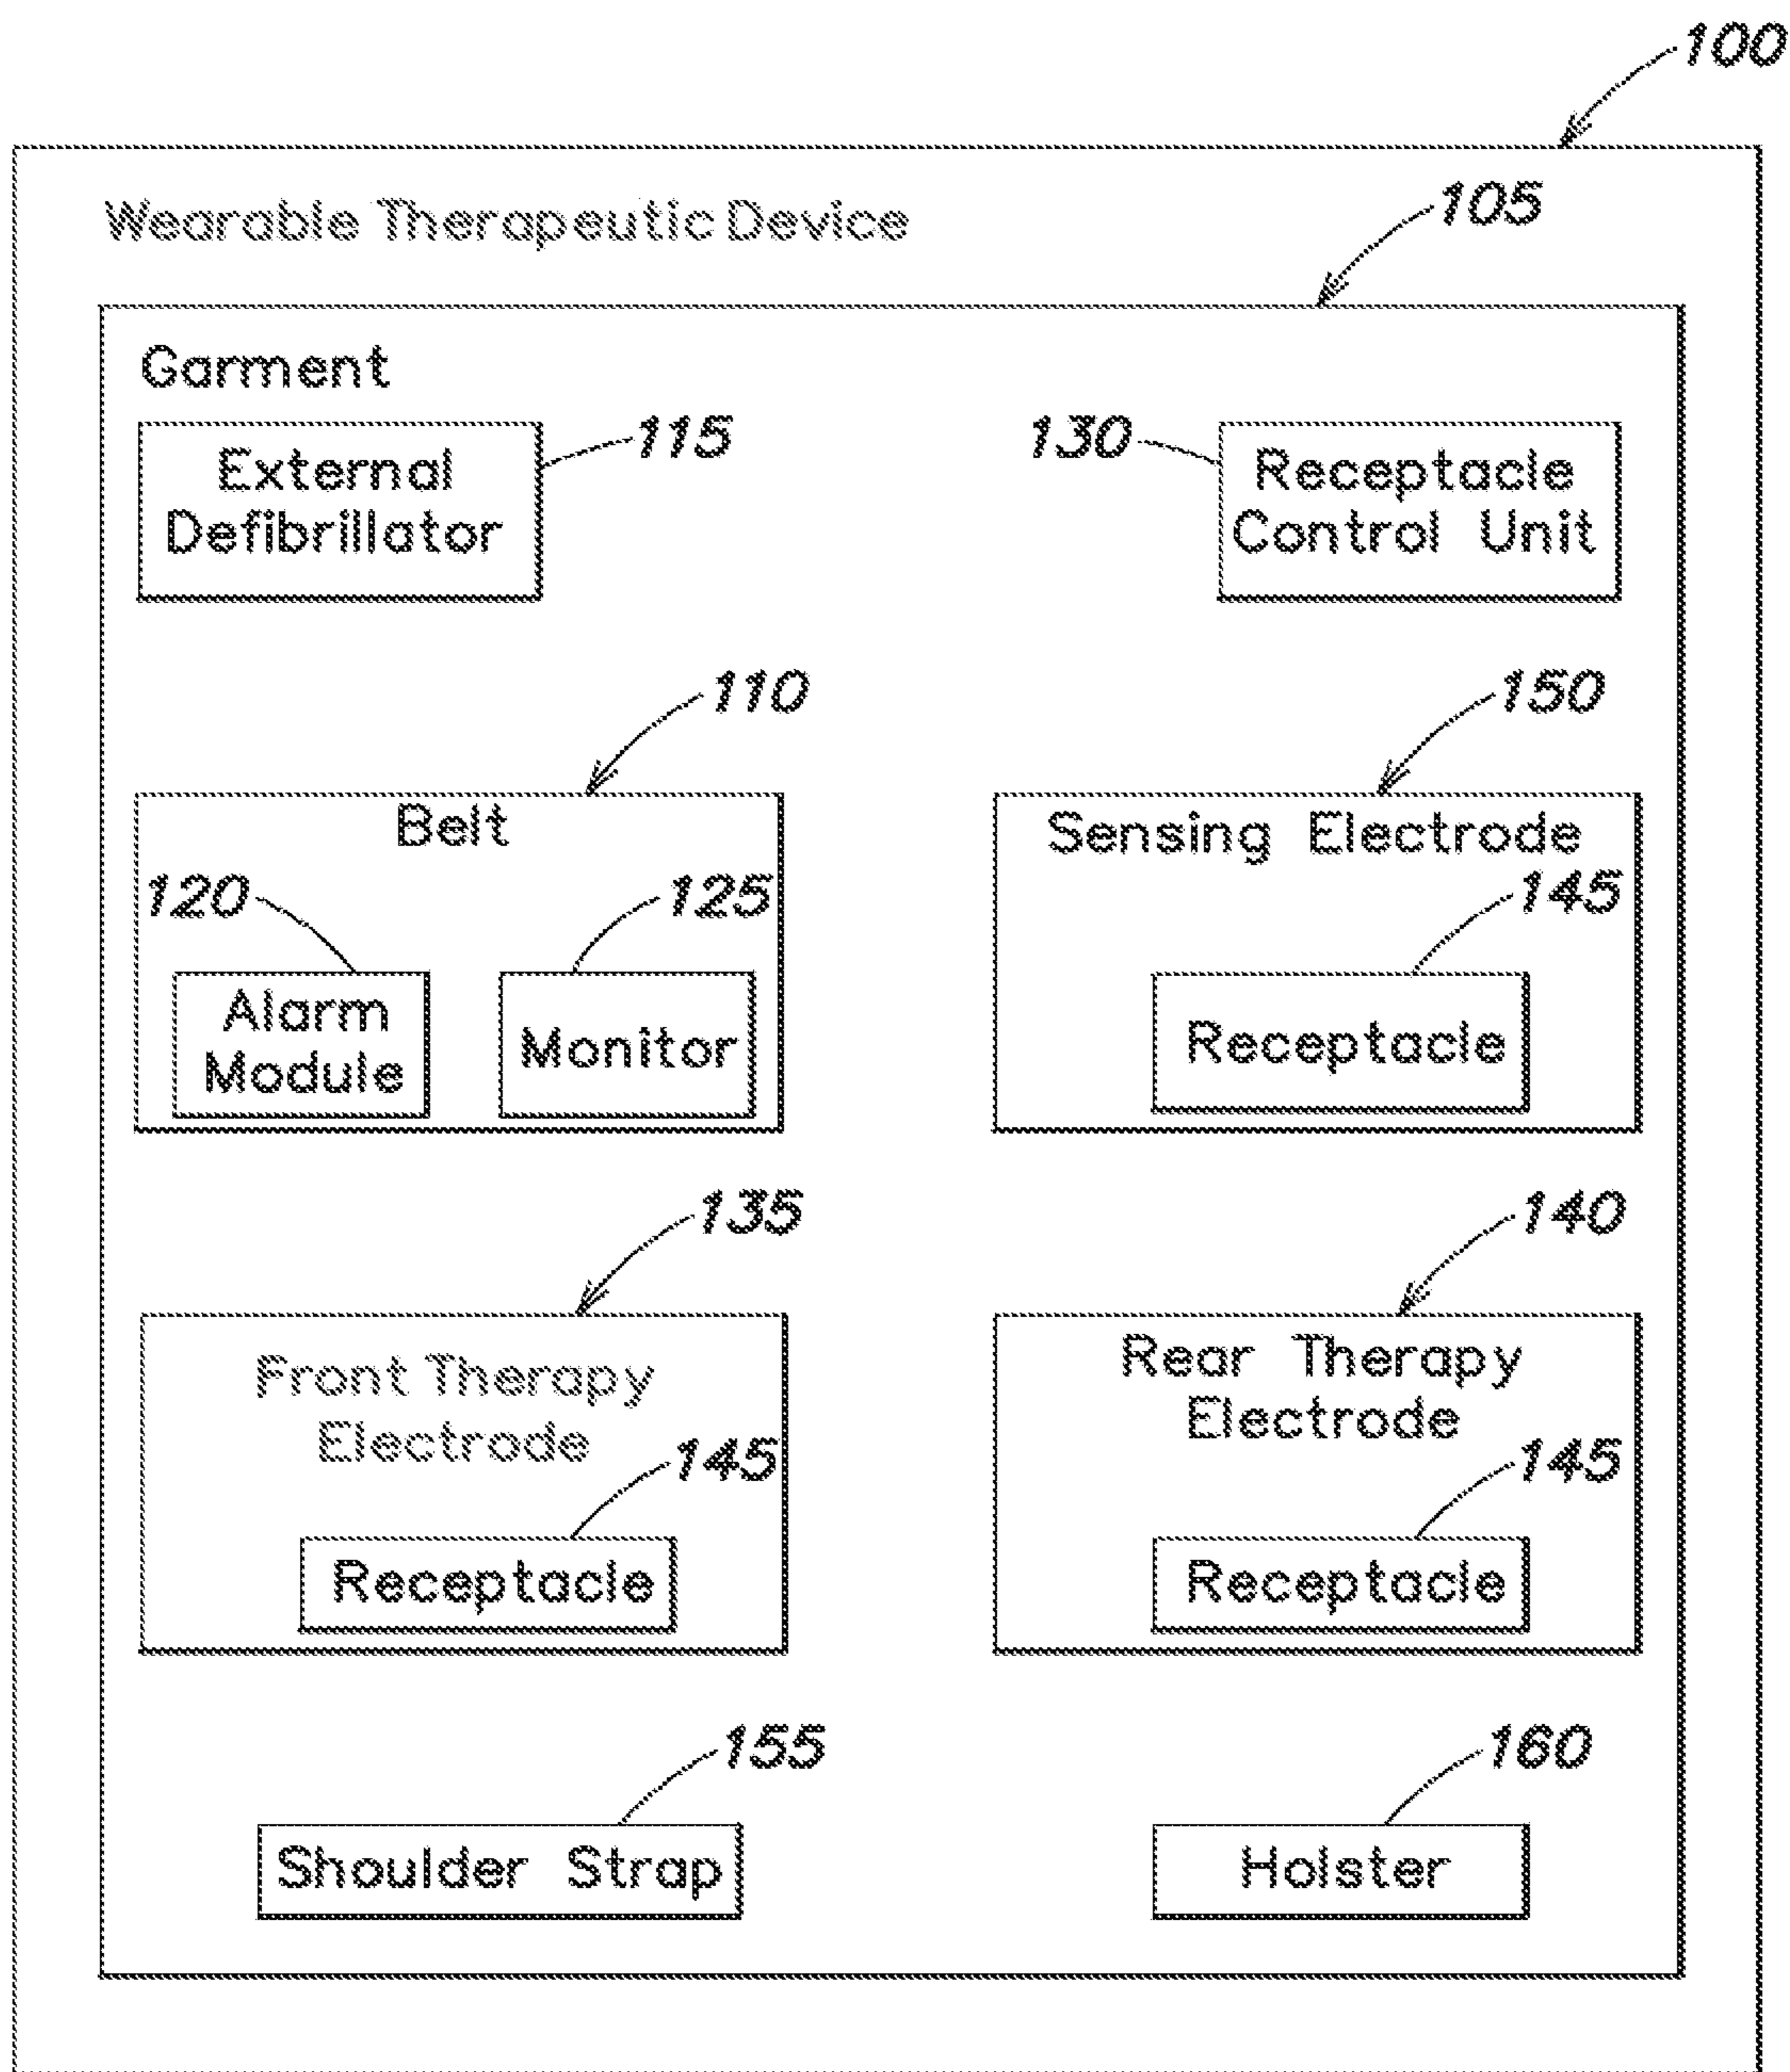 100
Wearable Therapeutic Device
105
Garment
External
Defibrillator
115
130
Receptacle
Control Unit
110
Belt
120
125
Alarm
Module
Monitor
150
Sensing Electrode
145
Receptacle
135
Front Therapy
Electrode
145
Receptacle
140
Rear Therapy
Electrode
145
Receptacle
155
Shoulder Strap
160
Holster